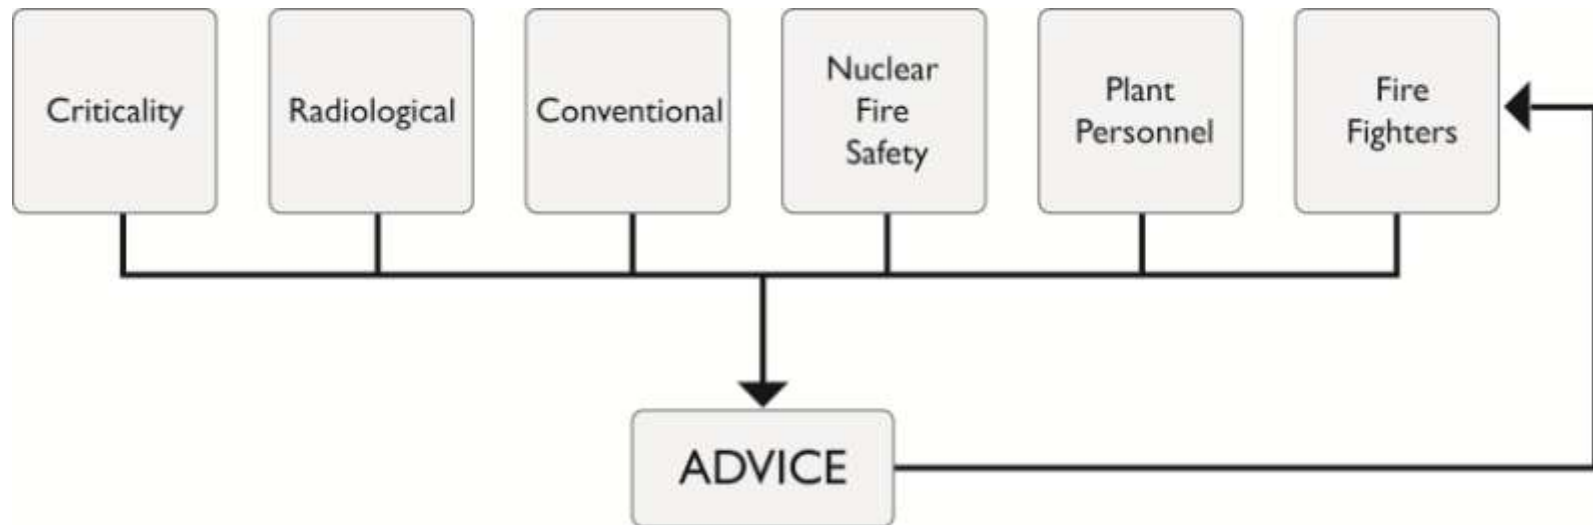 Criticality
Radiological
Conventional
Nuclear
Fire
Safety
Plant
Personnel
Fire
Fighters
ADVICE